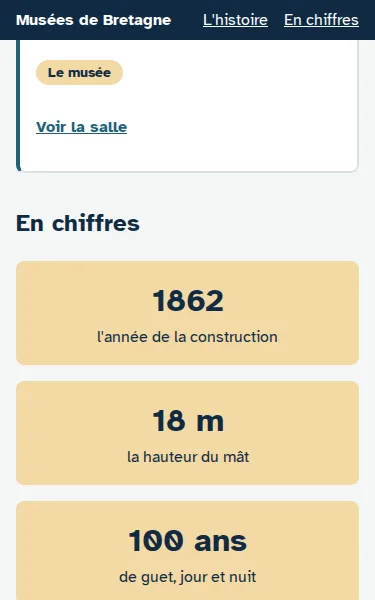 Musées de Bretagne L'histoire En chiffres
Le musée
Voir la salle
En chiffres
1862
l'année de la construction
18 m
la hauteur du mât
100 ans
de guet, jour et nuit